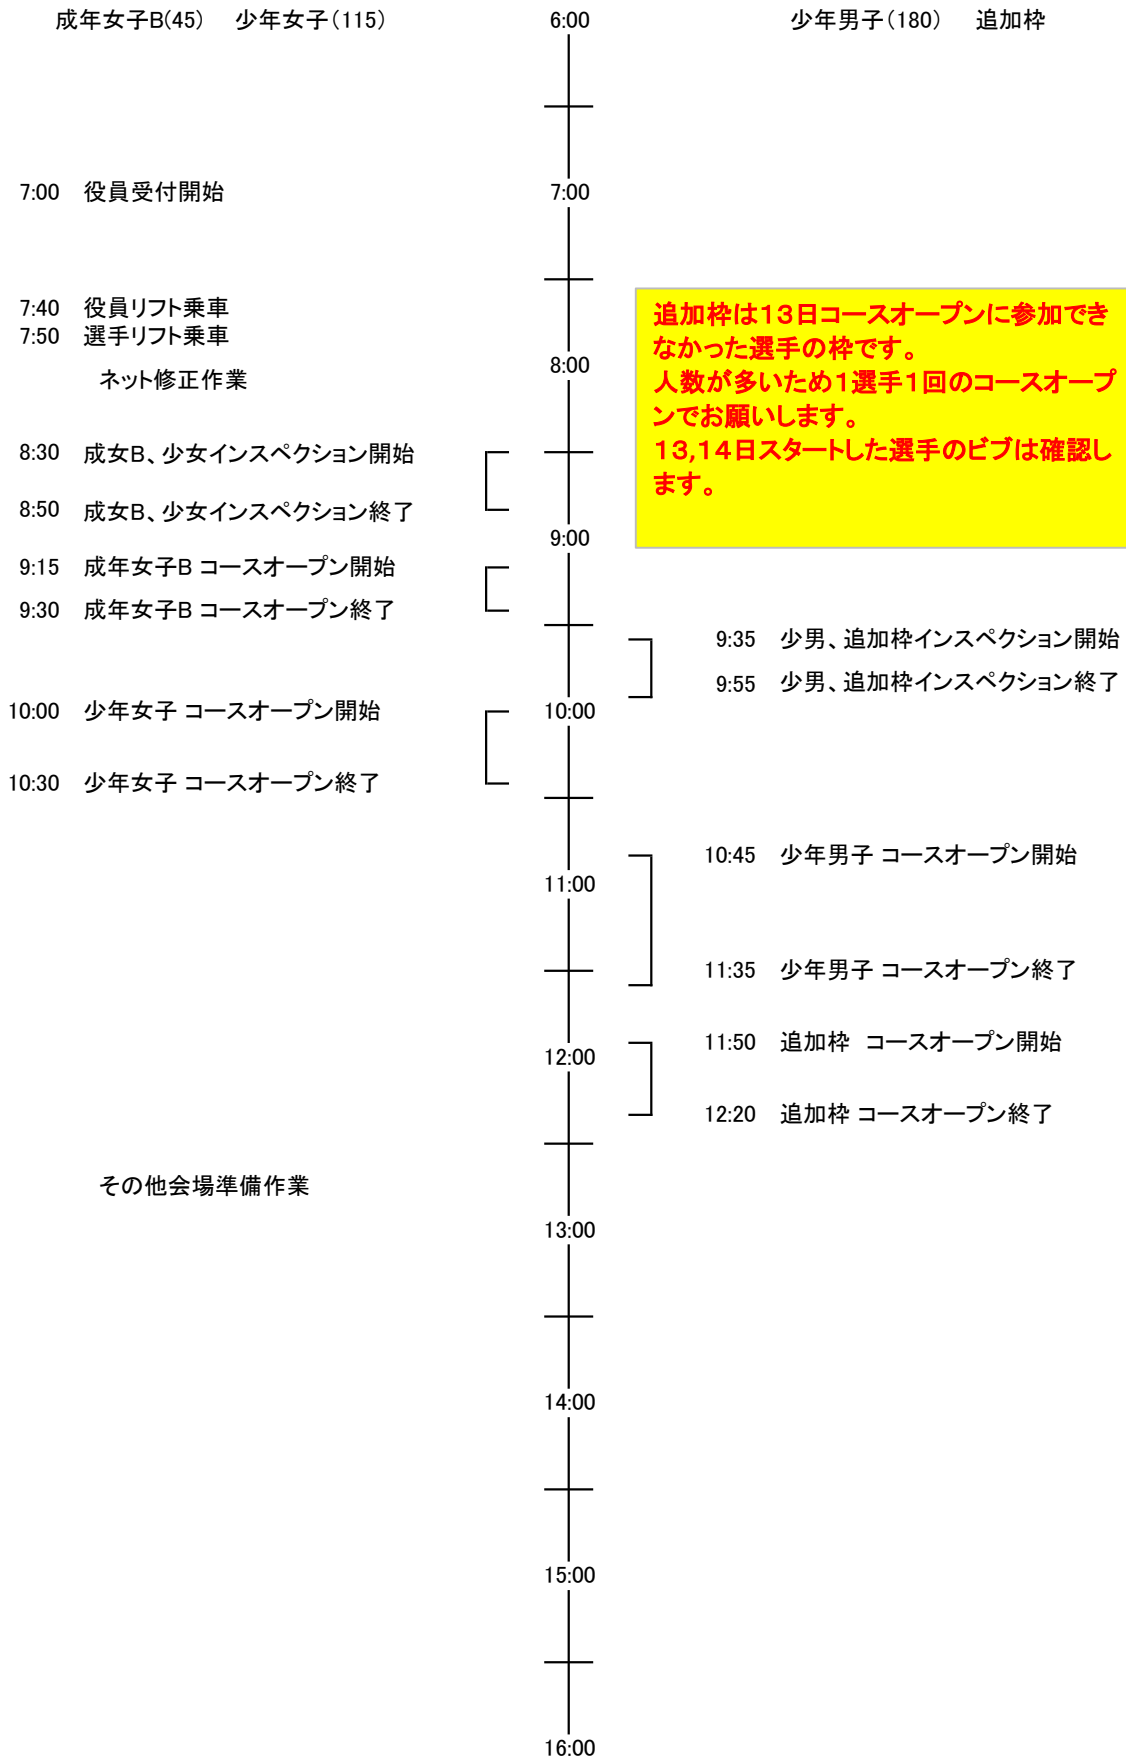 成年女子B(45)　少年女子(115)　6:00　少年男子(180)　追加枠
7:00　役員受付開始　7:00
7:40　役員リフト乗車
7:50　選手リフト乗車
8:00
ネット修正作業
追加枠は13日コースオープンに参加でき
なかった選手の枠です。
人数が多いため1選手1回のコースオープ
ンでお願いします。
13,14日スタートした選手のビブは確認し
ます。
8:30　成女B、少女インスペクション開始
8:50　成女B、少女インスペクション終了
9:00
9:15　成年女子B コースオープン開始
9:30　成年女子B コースオープン終了
9:35　少男、追加枠インスペクション開始
9:55　少男、追加枠インスペクション終了
10:00　少年女子 コースオープン開始　10:00
10:30　少年女子 コースオープン終了
10:45　少年男子 コースオープン開始
11:00
11:35　少年男子 コースオープン終了
11:50　追加枠　コースオープン開始
12:00
12:20　追加枠 コースオープン終了
その他会場準備作業
13:00
14:00
15:00
16:00